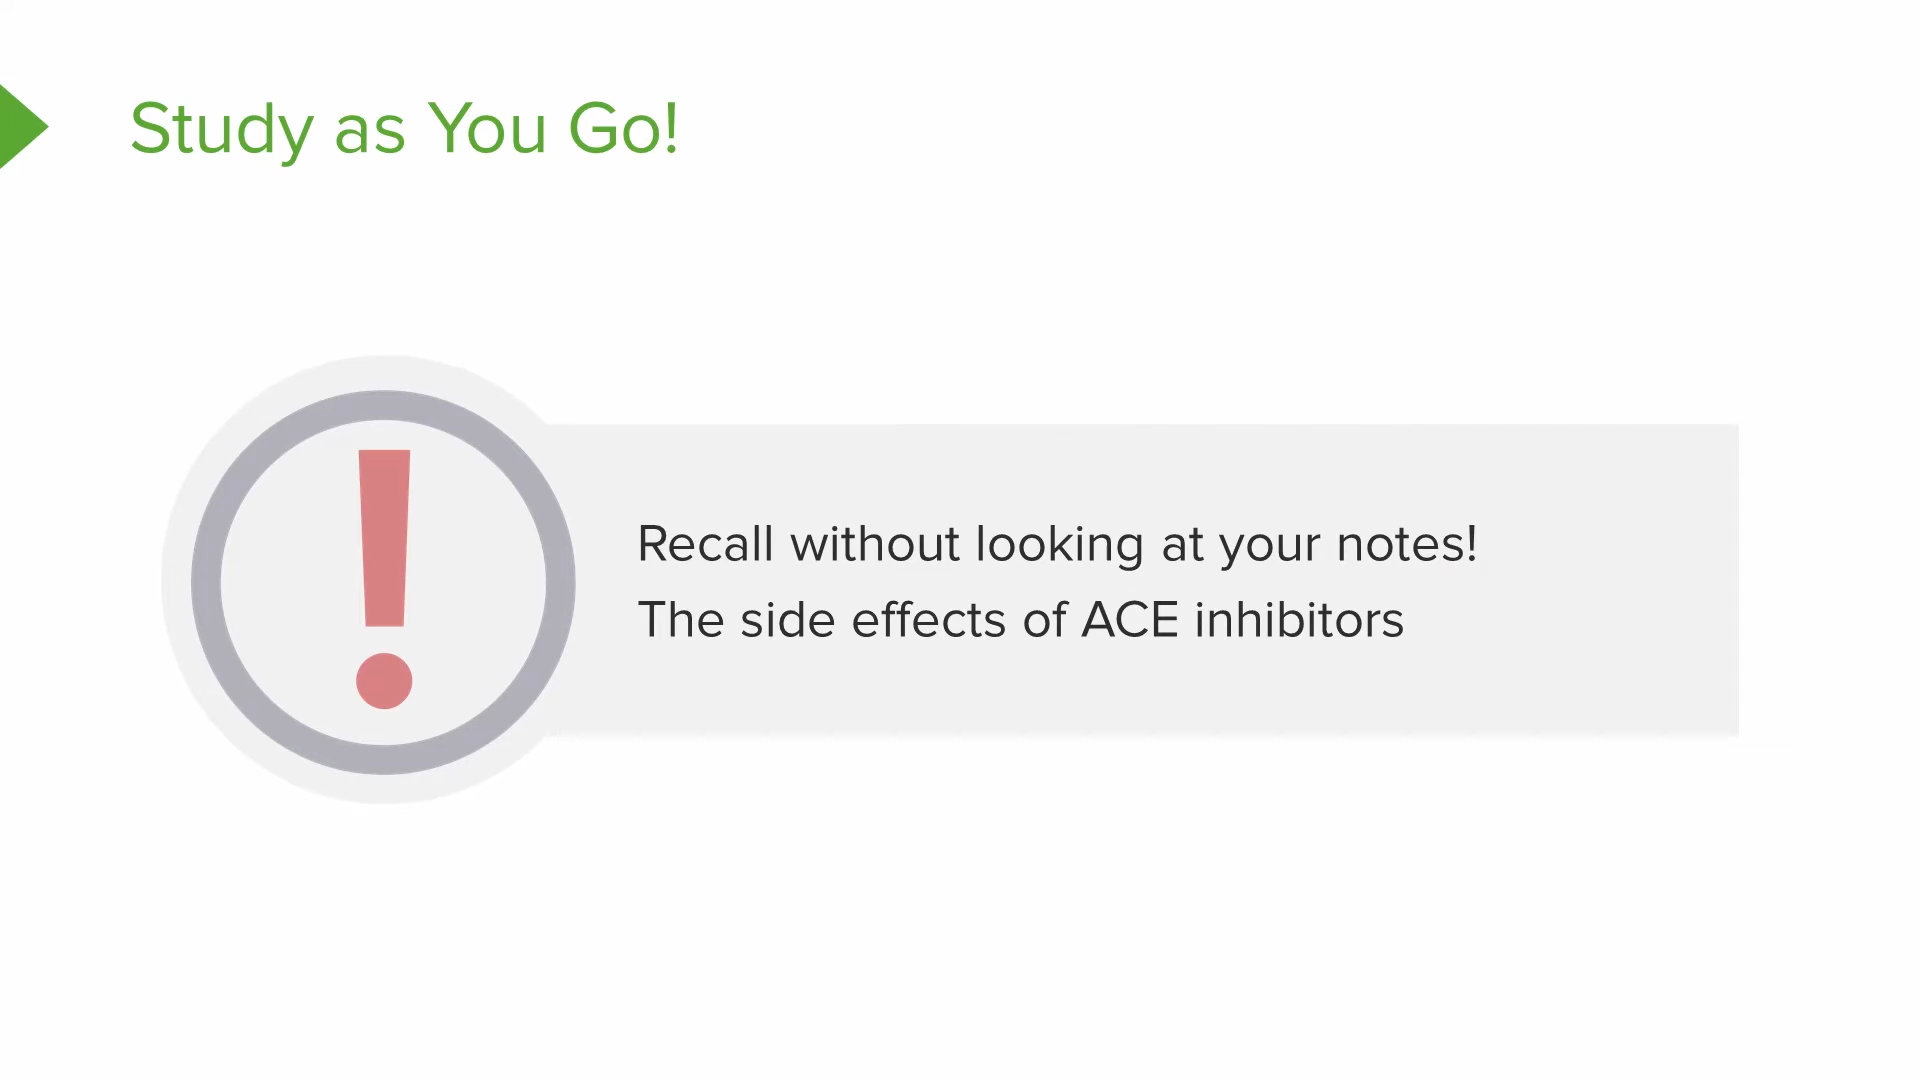 Study as You Go!
Recall without looking at your notes!
The side effects of ACE inhibitors